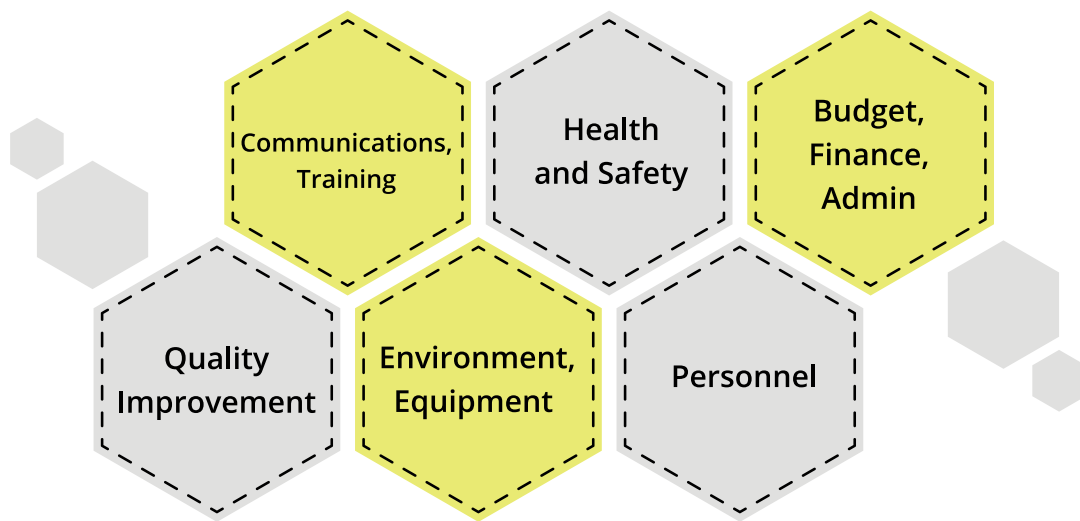 Communications,
Training
Health
and Safety
Budget,
Finance,
Admin
Quality
Improvement
Environment,
Equipment
Personnel